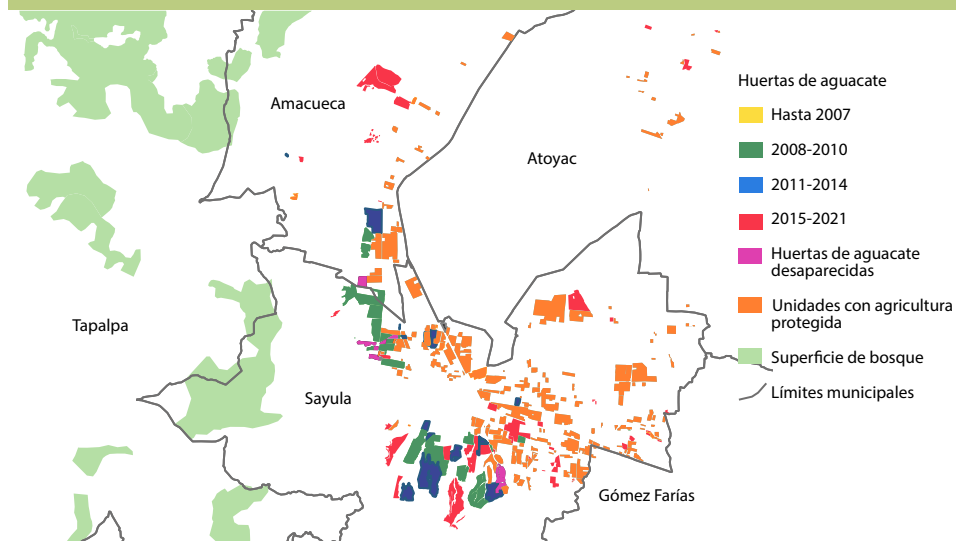 Amacueca
Atoyac
Tapalpa
Sayula
Gómez Farías
Huertas de aguacate
Hasta 2007
2008-2010
2011-2014
2015-2021
Huertas de aguacate
desaparecidas
Unidades con agricultura
protegida
Superficie de bosque
Límites municipales